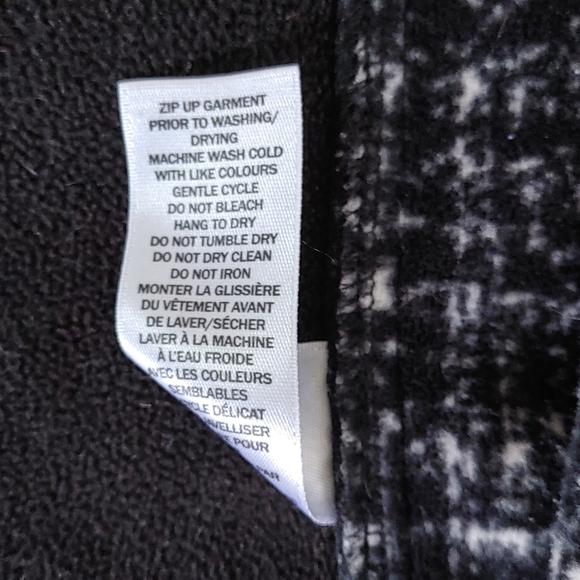 ZIP UP GARMENT
PRIOR TO WASHING/
DRYING
MACHINE WASH COLD
WITH LIKE COLOURS
GENTLE CYCLE
DO NOT BLEACH
HANG TO DRY
DO NOT TUMBLE DRY
DO NOT DRY CLEAN
DO NOT IRON
MONTER LA GLISSIÈRE
DU VÊTEMENT AVANT
DE LAVER/SÉCHER
LAVER À LA MACHINE
À L'EAU FROIDE
AVEC LES COULEURS
SEMBLABLES
DÉLICAT
POUR